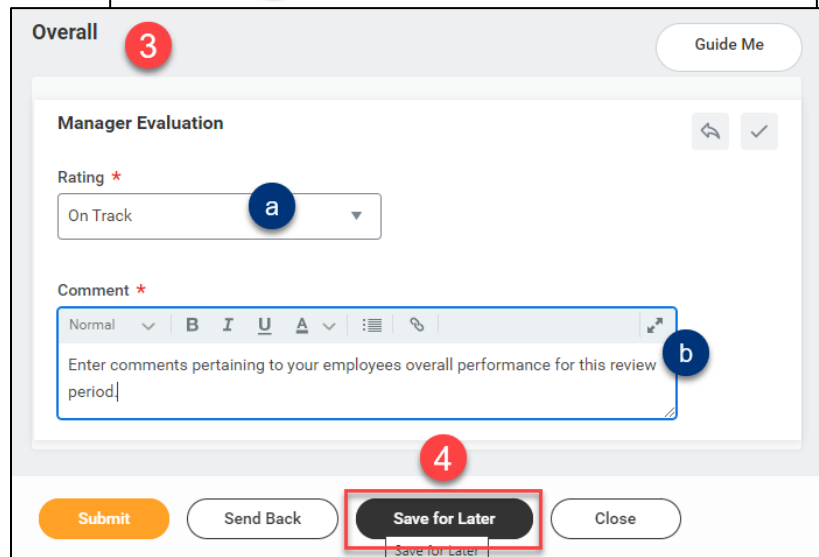 Overall
3
Guide Me
Manager Evaluation
Rating *
On Track
a
Comment *
Normal B I U A
Enter comments pertaining to your employees overall performance for this review
period.
b
4
Submit Send Back Save for Later Close
Save for Later